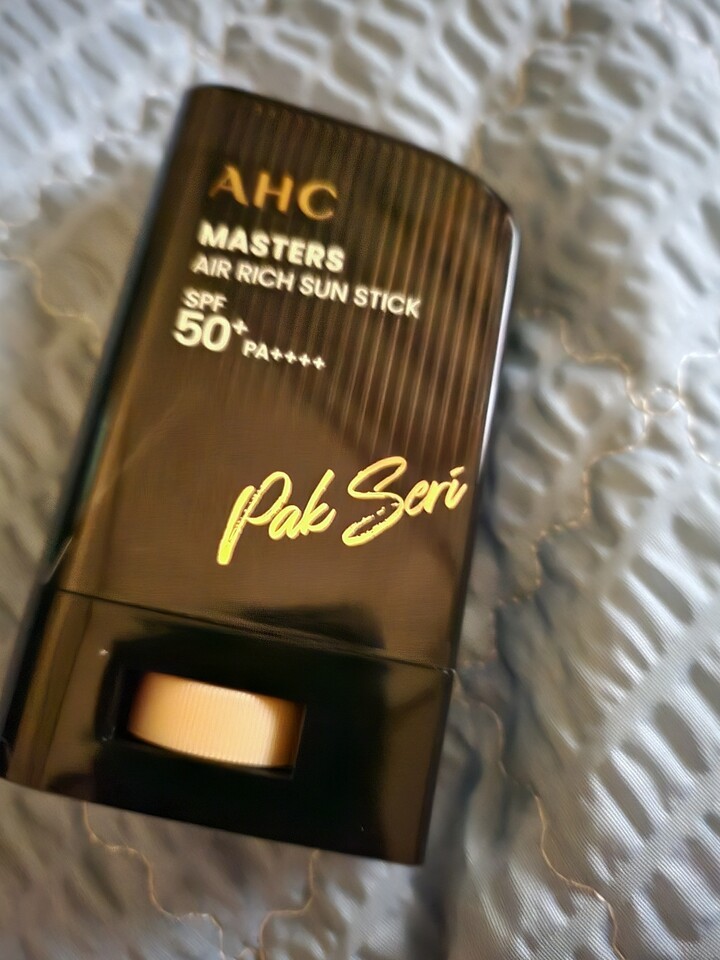 AHC
MASTERS
AIR RICH SUN STICK
SPF
50+ PA++++
Pak Seri